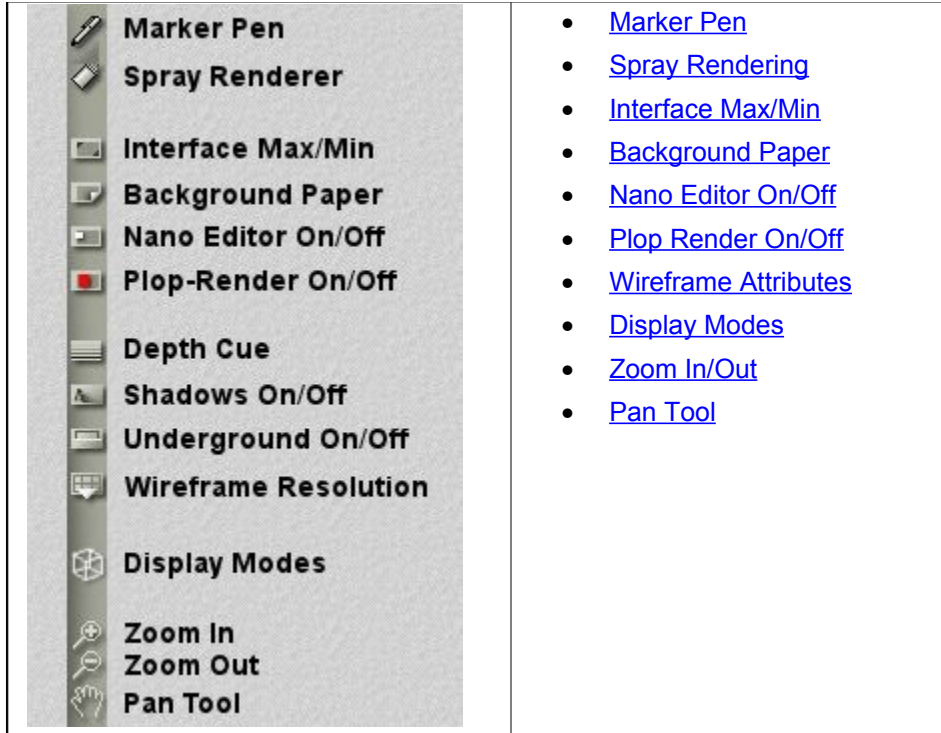 Marker Pen
Spray Renderer
Interface Max/Min
Background Paper
Nano Editor On/Off
Plop-Render On/Off
Depth Cue
Shadows On/Off
Underground On/Off
Wireframe Resolution
Display Modes
Zoom In
Zoom Out
Pan Tool
• Marker Pen
• Spray Rendering
• Interface Max/Min
• Background Paper
• Nano Editor On/Off
• Plop Render On/Off
• Wireframe Attributes
• Display Modes
• Zoom In/Out
• Pan Tool